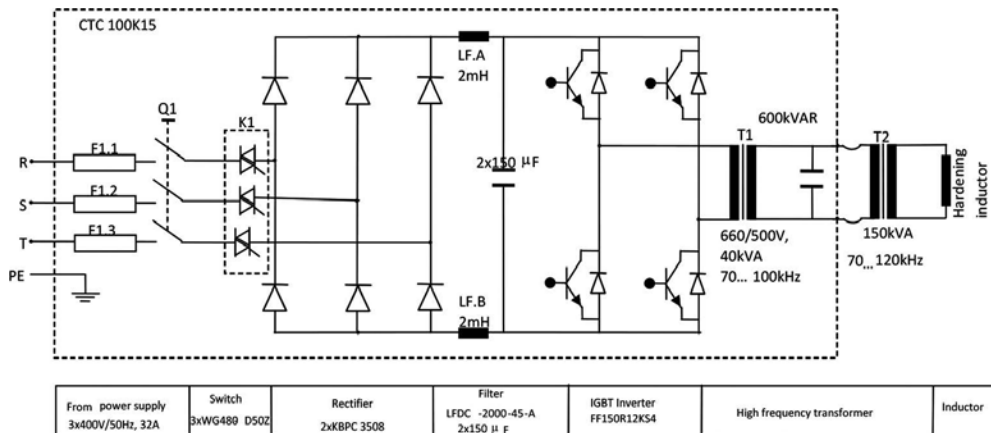 CTC 100K15
Q1
K1
R
F1.1
S
F1.2
T
F1.3
PE
LF.A
2mH
2x150 μF
LF.B
2mH
T1
660/500V,
40kVA
70... 100kHz
600kVAR
T2
150kVA
70... 120kHz
Hardening
inductor
From power supply
3x400V/50Hz, 32A
Switch
3xWG480 D50Z
Rectifier
2xKBPC 3508
Filter
LFDC -2000-45-A
2x150 μ F
IGBT Inverter
FF150R12KS4
High frequency transformer
Inductor